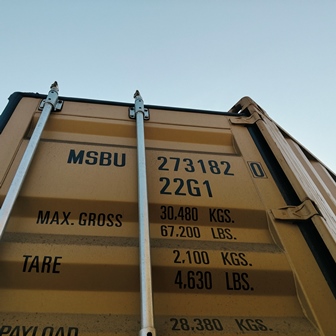 MSBU 273182 0
22G1
MAX. GROSS 30.480 KGS.
67.200 LBS.
TARE 2,100 KGS.
4,630 LBS.
PAYLOAD 28,380 KGS.